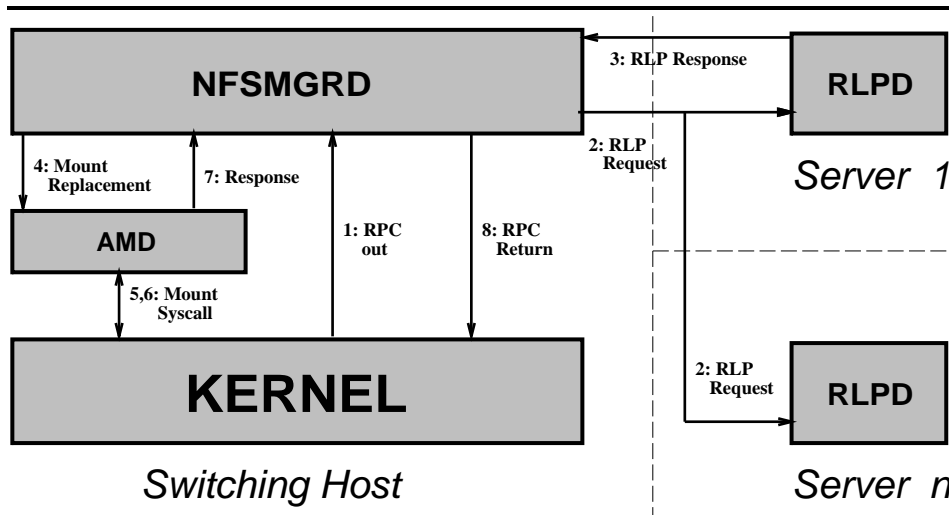 3: RLP Response
NFSMGRD
RLPD
2: RLP
Request
Server 1
4: Mount
Replacement
7: Response
AMD
1: RPC
out
8: RPC
Return
5,6: Mount
Syscall
KERNEL
2: RLP
Request
RLPD
Switching Host
Server n